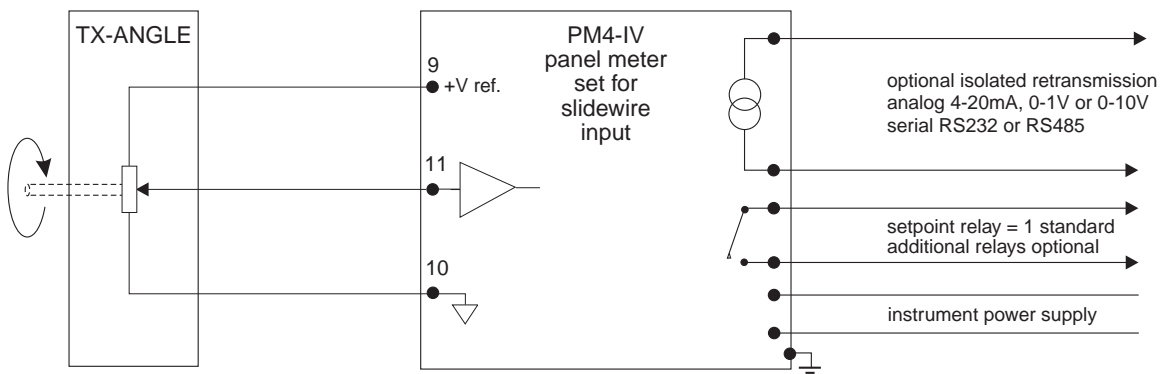 TX-ANGLE
9
+V ref.
11
10
PM4-IV
panel meter
set for
slidewire
input
optional isolated retransmission
analog 4-20mA, 0-1V or 0-10V
serial RS232 or RS485
setpoint relay = 1 standard
additional relays optional
instrument power supply